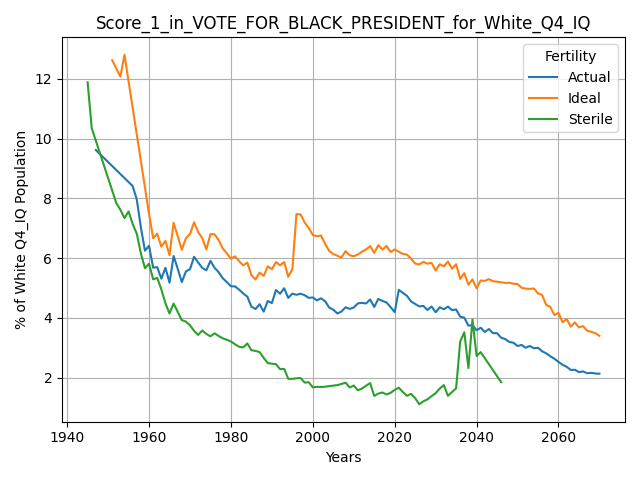 Score_1_in_VOTE_FOR_BLACK_PRESIDENT_for_White_Q4_IQ
Fertility
Actual
Ideal
Sterile
% of White Q4_IQ Population
12
10
8
6
4
2
1940 1960 1980 2000 2020 2040 2060
Years